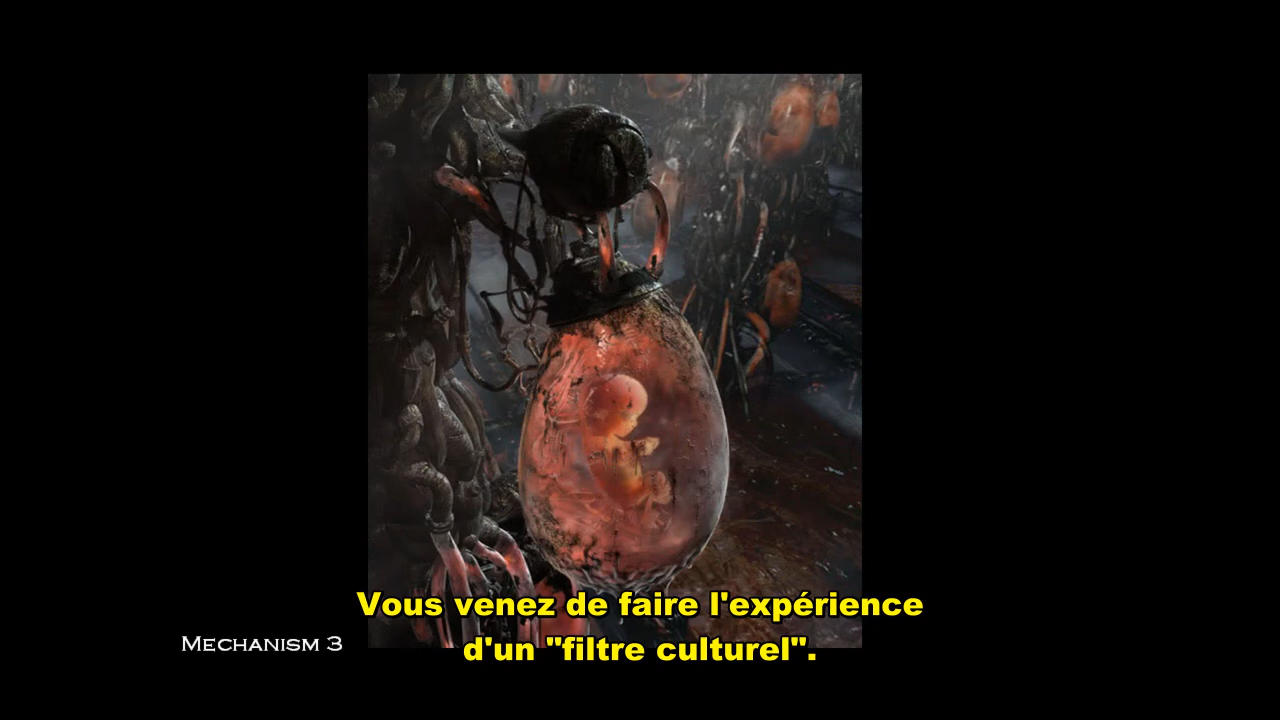 Vous venez de faire l'expérience
d'un "filtre culturel".
Mechanism 3